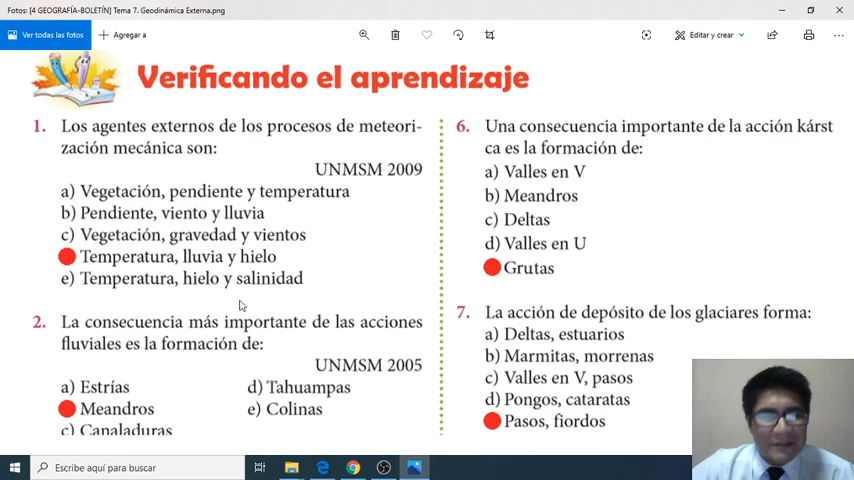 Fotos: [4 GEOGRAFÍA-BOLETÍN] Tema 7. Geodinámica Externa.png
Ver todas las fotos
Agregar a
Editar y crear
Verificando el aprendizaje
1. Los agentes externos de los procesos de meteori-
zación mecánica son:
UNMSM 2009
a) Vegetación, pendiente y temperatura
b) Pendiente, viento y lluvia
c) Vegetación, gravedad y vientos
Temperatura, lluvia y hielo
e) Temperatura, hielo y salinidad
2. La consecuencia más importante de las acciones
fluviales es la formación de:
UNMSM 2005
a) Estrías d) Tahuampas
Meandros e) Colinas
c) Canaladuras
6. Una consecuencia importante de la acción kárst
ca es la formación de:
a) Valles en V
b) Meandros
c) Deltas
d) Valles en U
Grutas
7. La acción de depósito de los glaciares forma:
a) Deltas, estuarios
b) Marmitas, morrenas
c) Valles en V, pasos
d) Pongos, cataratas
Pasos, fiordos
Escribe aquí para buscar